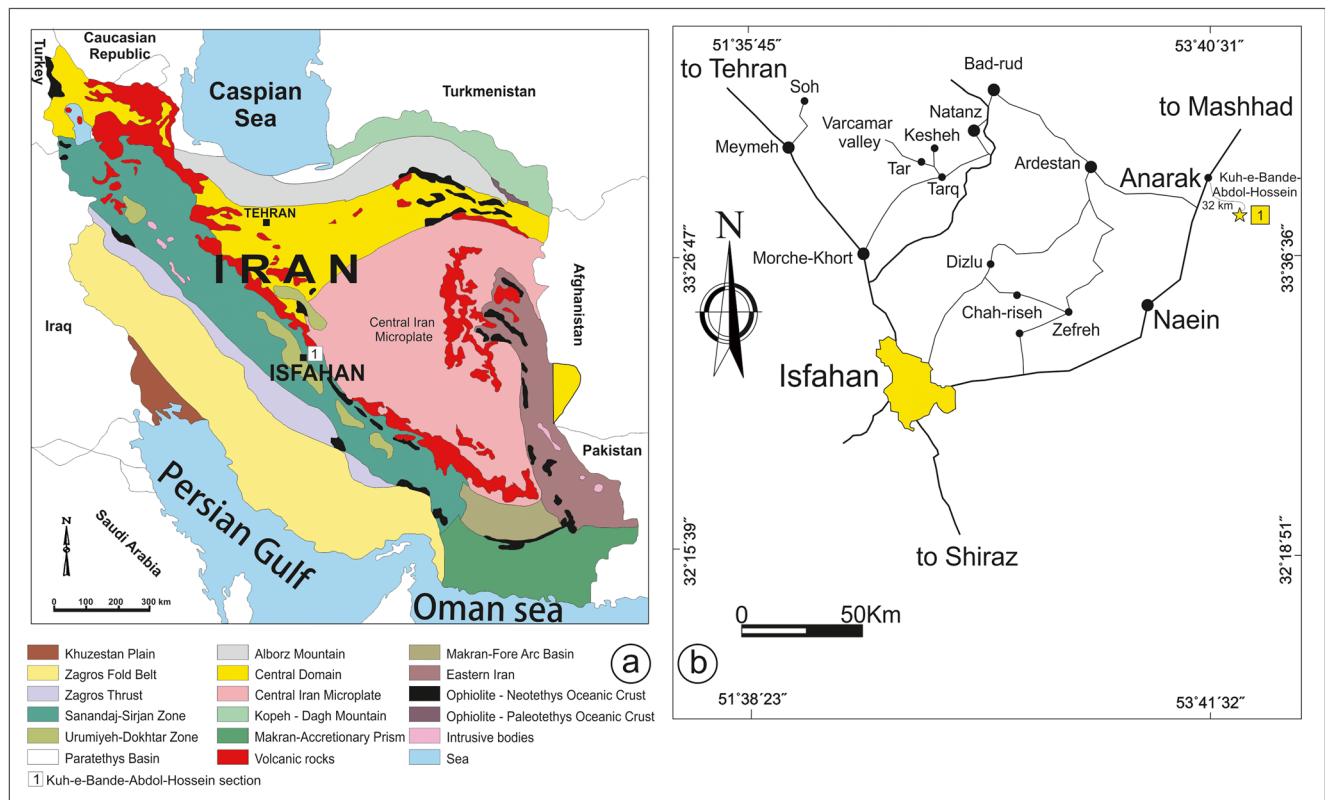 Caucasian
Republic
Turkey
Caspian
Sea
Turkmenistan
TEHRAN
IRAN
Afghanistan
Iraq
Central Iran
Microplate
1
ISFAHAN
Pakistan
Persian Gulf
Saudi Arabia
Oman sea
N
0 100 200 300 km
Khuzestan Plain
Zagros Fold Belt
Zagros Thrust
Sanandaj-Sirjan Zone
Urumiyeh-Dokhtar Zone
Paratethys Basin
1 Kuh-e-Bande-Abdol-Hossein section
Alborz Mountain
Central Domain
Central Iran Microplate
Kopeh - Dagh Mountain
Makran-Accretionary Prism
Volcanic rocks
Makran-Fore Arc Basin
Eastern Iran
Ophiolite - Neotethys Oceanic Crust
Ophiolite - Paleotethys Oceanic Crust
Intrusive bodies
Sea
a
b
51°35´45˝
53°40´31˝
to Tehran
Soh
Bad-rud
to Mashhad
Natanz
Varcamar
valley
Kesheh
Meymeh
Tar
Tarq
Ardestan
Anarak
Kuh-e-Bande-
Abdol-Hossein
32 km
1
N
Morche-Khort
Dizlu
33°26´47˝
33°36´36˝
Chah-riseh
Zefreh
Naein
Isfahan
to Shiraz
32°15´39˝
32°18´51˝
0 50Km
51°38´23˝
53°41´32˝